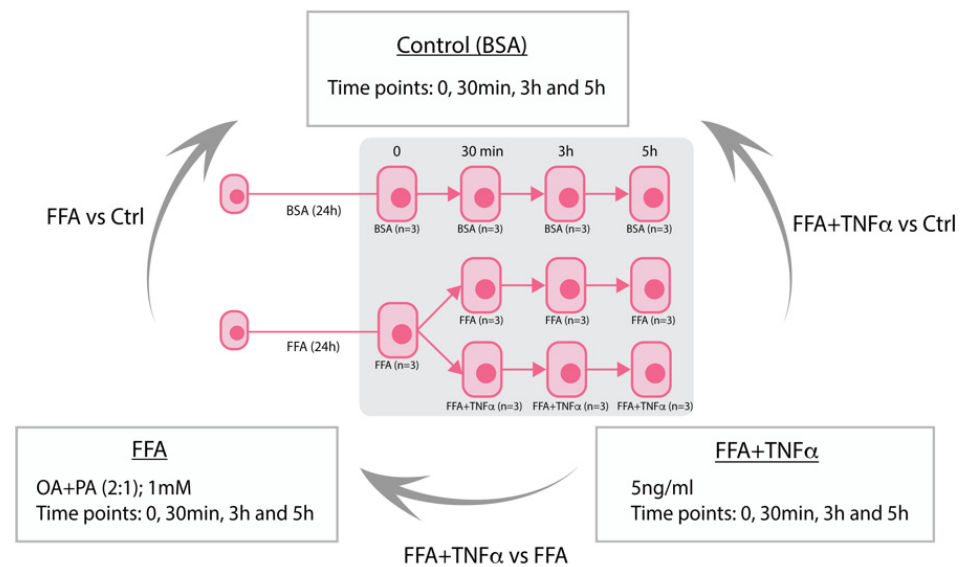 Control (BSA)
Time points: 0, 30min, 3h and 5h
0 30 min 3h 5h
BSA (24h)
BSA (n=3) BSA (n=3) BSA (n=3) BSA (n=3)
FFA vs Ctrl
FFA+TNFα vs Ctrl
FFA (n=3) FFA (n=3) FFA (n=3)
FFA (24h)
FFA (n=3)
FFA+TNFα (n=3) FFA+TNFα (n=3) FFA+TNFα (n=3)
FFA
OA+PA (2:1); 1mM
Time points: 0, 30min, 3h and 5h
FFA+TNFα
5ng/ml
Time points: 0, 30min, 3h and 5h
FFA+TNFα vs FFA